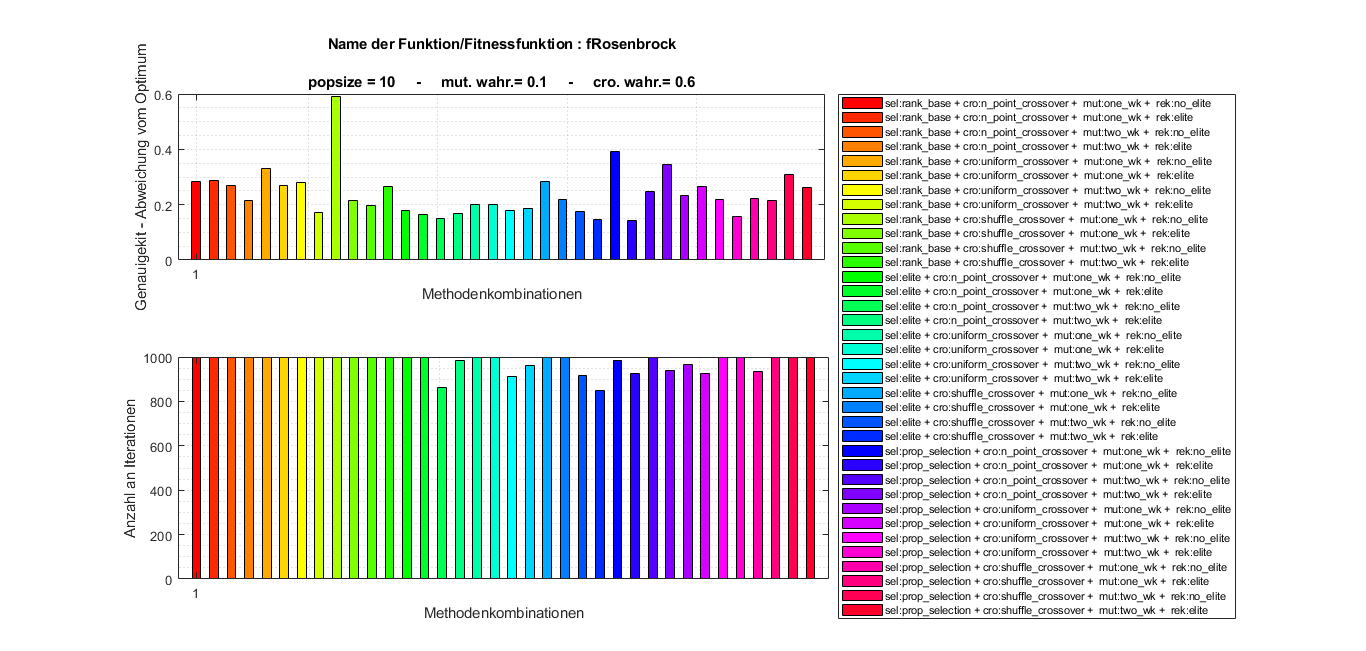 Name der Funktion/Fitnessfunktion : fRosenbrock
popsize = 10 - mut. wahr.= 0.1 - cro. wahr.= 0.6
Genauigekit - Abweichung vom Optimum
0.6
0.4
0.2
0
1
Methodenkombinationen
Anzahl an Iterationen
1000
800
600
400
200
0
1
Methodenkombinationen
sel:rank_base + cro:n_point_crossover + mut:one_wk + rek:no_elite
sel:rank_base + cro:n_point_crossover + mut:one_wk + rek:elite
sel:rank_base + cro:n_point_crossover + mut:two_wk + rek:no_elite
sel:rank_base + cro:n_point_crossover + mut:two_wk + rek:elite
sel:rank_base + cro:uniform_crossover + mut:one_wk + rek:no_elite
sel:rank_base + cro:uniform_crossover + mut:one_wk + rek:elite
sel:rank_base + cro:uniform_crossover + mut:two_wk + rek:no_elite
sel:rank_base + cro:uniform_crossover + mut:two_wk + rek:elite
sel:rank_base + cro:shuffle_crossover + mut:one_wk + rek:no_elite
sel:rank_base + cro:shuffle_crossover + mut:one_wk + rek:elite
sel:rank_base + cro:shuffle_crossover + mut:two_wk + rek:no_elite
sel:rank_base + cro:shuffle_crossover + mut:two_wk + rek:elite
sel:elite + cro:n_point_crossover + mut:one_wk + rek:no_elite
sel:elite + cro:n_point_crossover + mut:one_wk + rek:elite
sel:elite + cro:n_point_crossover + mut:two_wk + rek:no_elite
sel:elite + cro:n_point_crossover + mut:two_wk + rek:elite
sel:elite + cro:uniform_crossover + mut:one_wk + rek:no_elite
sel:elite + cro:uniform_crossover + mut:one_wk + rek:elite
sel:elite + cro:uniform_crossover + mut:two_wk + rek:no_elite
sel:elite + cro:uniform_crossover + mut:two_wk + rek:elite
sel:elite + cro:shuffle_crossover + mut:one_wk + rek:no_elite
sel:elite + cro:shuffle_crossover + mut:one_wk + rek:elite
sel:elite + cro:shuffle_crossover + mut:two_wk + rek:no_elite
sel:elite + cro:shuffle_crossover + mut:two_wk + rek:elite
sel:prop_selection + cro:n_point_crossover + mut:one_wk + rek:no_elite
sel:prop_selection + cro:n_point_crossover + mut:one_wk + rek:elite
sel:prop_selection + cro:n_point_crossover + mut:two_wk + rek:no_elite
sel:prop_selection + cro:n_point_crossover + mut:two_wk + rek:elite
sel:prop_selection + cro:uniform_crossover + mut:one_wk + rek:no_elite
sel:prop_selection + cro:uniform_crossover + mut:one_wk + rek:elite
sel:prop_selection + cro:uniform_crossover + mut:two_wk + rek:no_elite
sel:prop_selection + cro:uniform_crossover + mut:two_wk + rek:elite
sel:prop_selection + cro:shuffle_crossover + mut:one_wk + rek:no_elite
sel:prop_selection + cro:shuffle_crossover + mut:one_wk + rek:elite
sel:prop_selection + cro:shuffle_crossover + mut:two_wk + rek:no_elite
sel:prop_selection + cro:shuffle_crossover + mut:two_wk + rek:elite